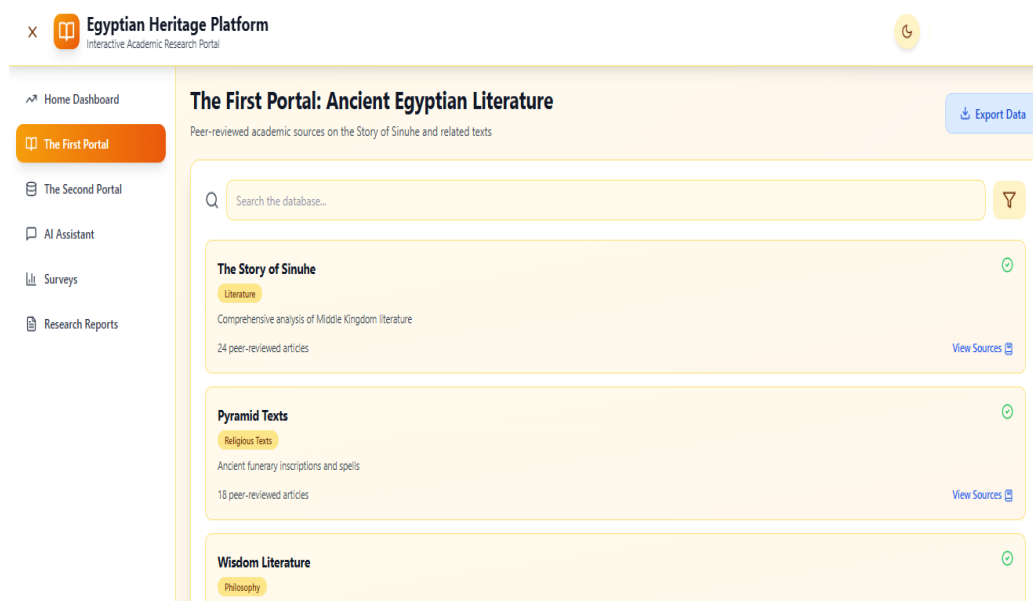 Egyptian Heritage Platform
Interactive Academic Research Portal
Home Dashboard
The First Portal
The Second Portal
AI Assistant
Surveys
Research Reports
The First Portal: Ancient Egyptian Literature
Peer-reviewed academic sources on the Story of Sinuhe and related texts
Export Data
Search the database...
The Story of Sinuhe
Literature
Comprehensive analysis of Middle Kingdom literature
24 peer-reviewed articles
View Sources
Pyramid Texts
Religious Texts
Ancient funerary inscriptions and spells
18 peer-reviewed articles
View Sources
Wisdom Literature
Philosophy